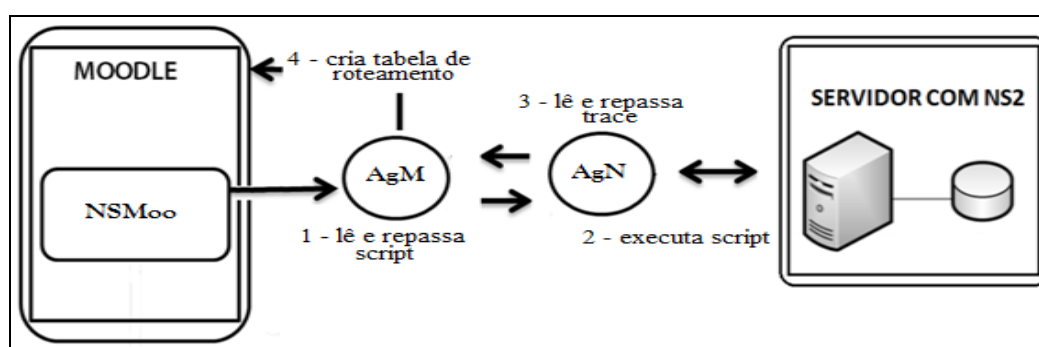 MOODLE
4 - cria tabela de
roteamento
3 - lê e repassa
trace
SERVIDOR COM NS2
NSMoo
AgM
AgN
1 - lê e repassa
script
2 - executa script